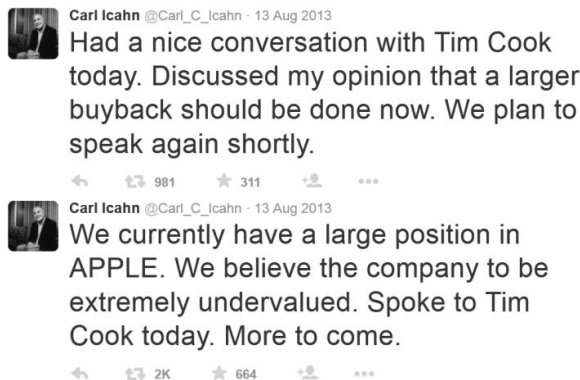 Carl Icahn @Carl_C_Icahn · 13 Aug 2013
Had a nice conversation with Tim Cook
today. Discussed my opinion that a larger
buyback should be done now. We plan to
speak again shortly.
981 311
Carl Icahn @Carl_C_Icahn · 13 Aug 2013
We currently have a large position in
APPLE. We believe the company to be
extremely undervalued. Spoke to Tim
Cook today. More to come.
2K 664